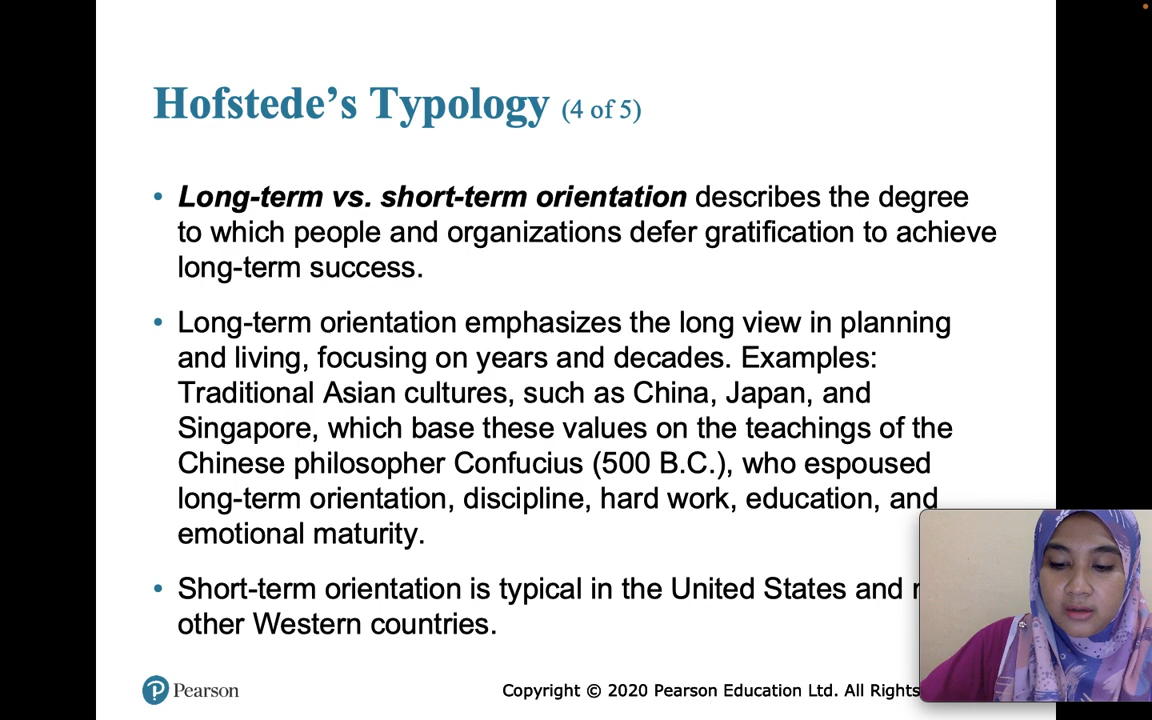 Hofstede’s Typology (4 of 5)
• Long-term vs. short-term orientation describes the degree
to which people and organizations defer gratification to achieve
long-term success.
• Long-term orientation emphasizes the long view in planning
and living, focusing on years and decades. Examples:
Traditional Asian cultures, such as China, Japan, and
Singapore, which base these values on the teachings of the
Chinese philosopher Confucius (500 B.C.), who espoused
long-term orientation, discipline, hard work, education, and
emotional maturity.
• Short-term orientation is typical in the United States and
other Western countries.
Pearson
Copyright © 2020 Pearson Education Ltd. All Rights